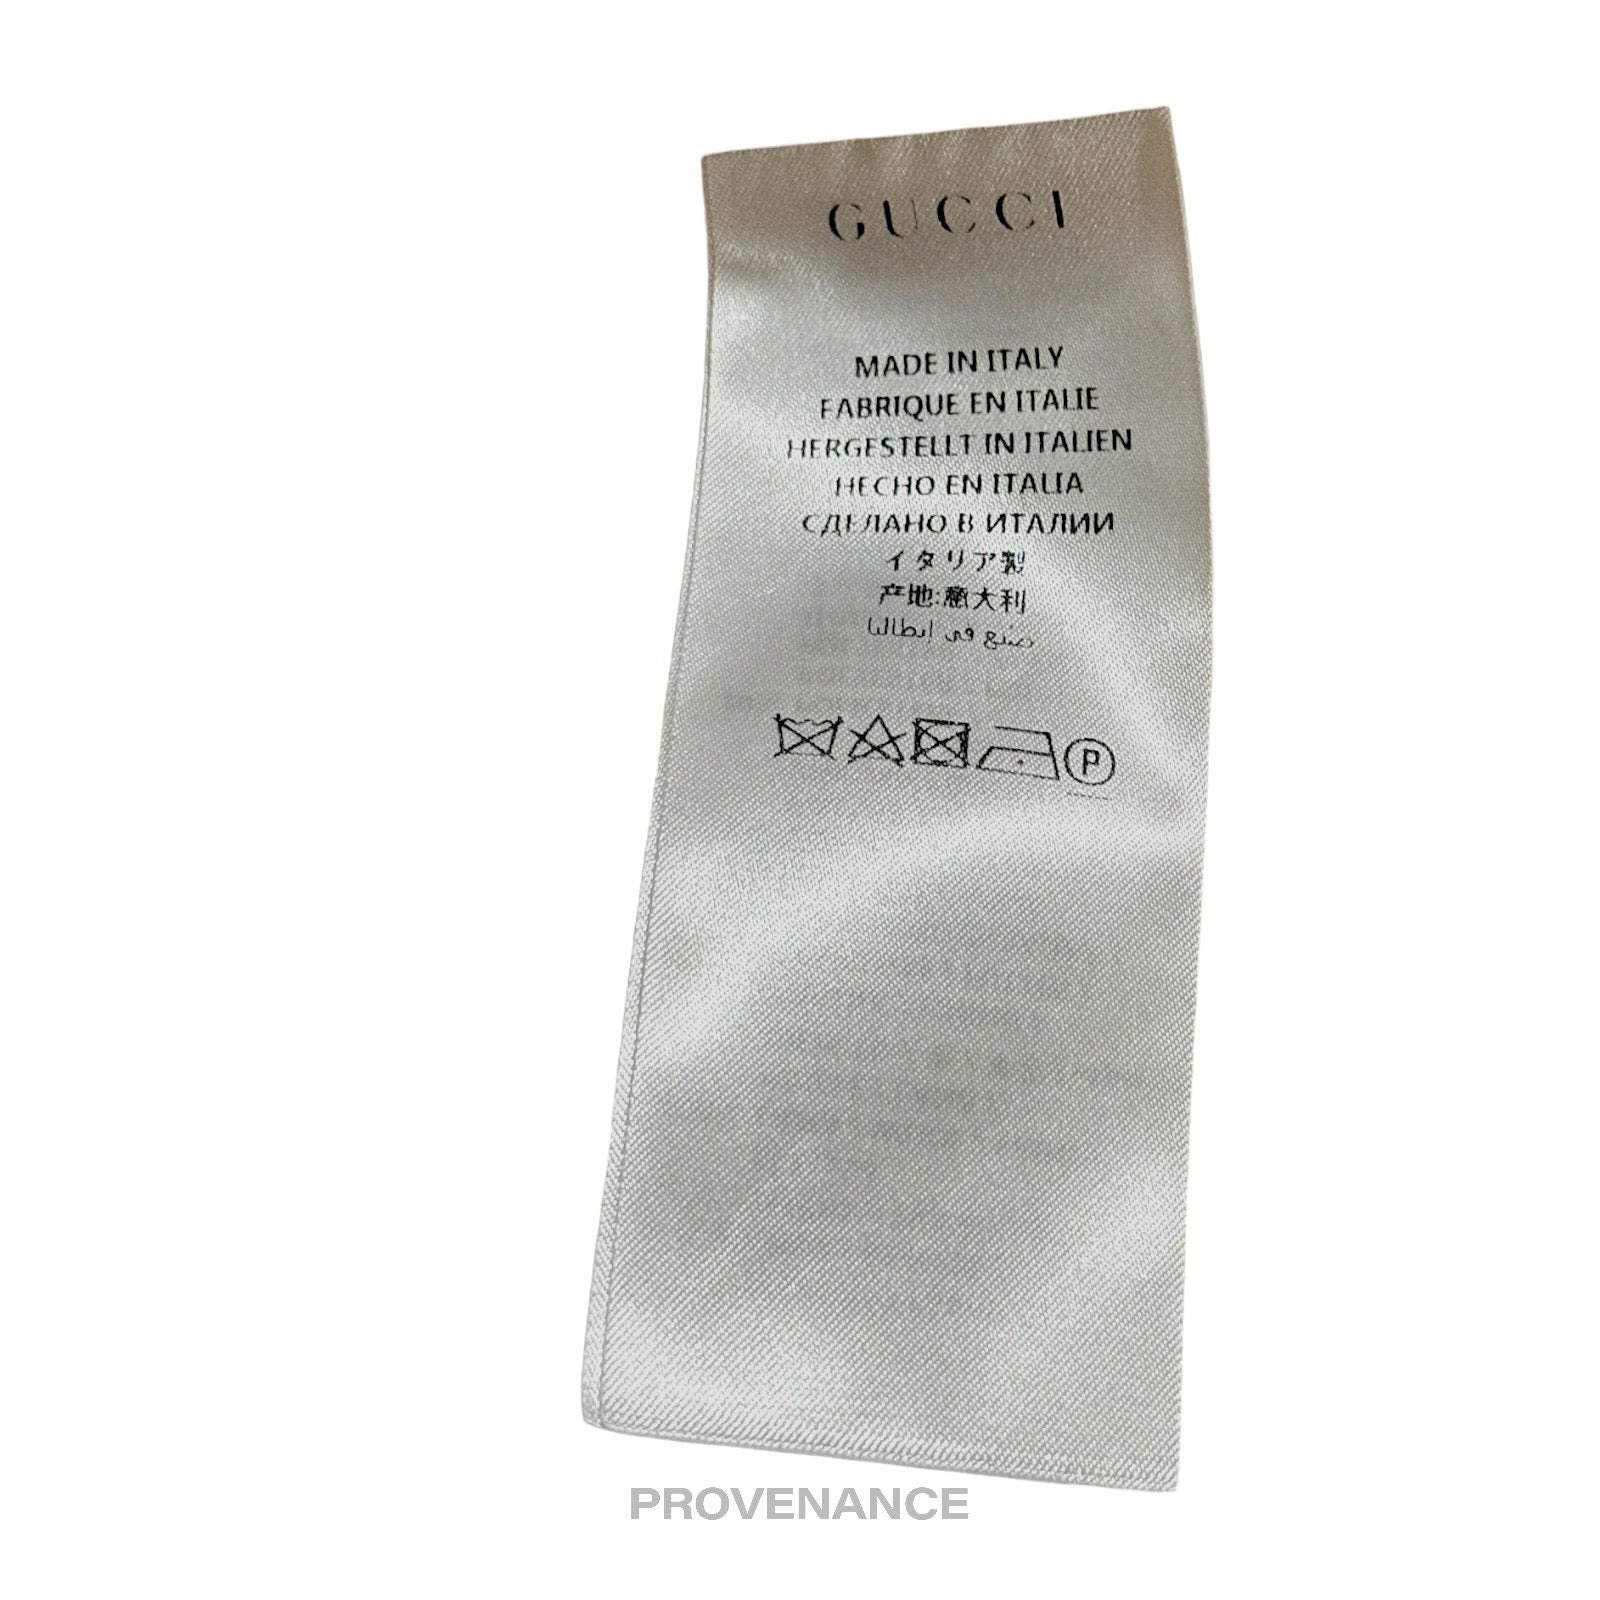 GUCCI
MADE IN ITALY
FABRIQUE EN ITALIE
HERGESTELLT IN ITALIEN
HECHO EN ITALIA
СДЕЛАНО В ИТАЛИИ
イタリア製
产地:意大利
صنع في إيطاليا
P
PROVENANCE